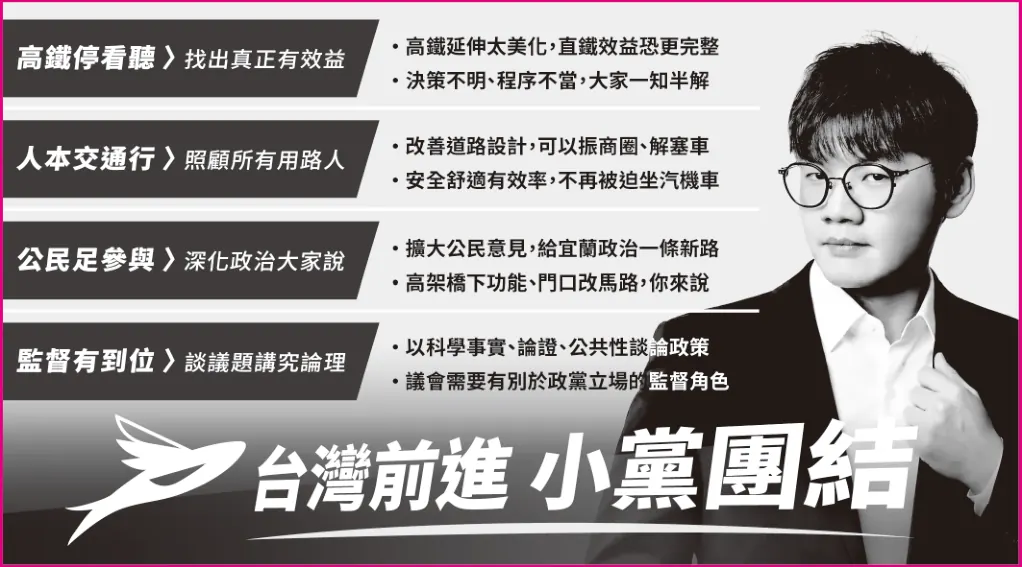 高鐵停看聽〉找出真正有效益
・高鐵延伸太美化，直鐵效益恐更完整
・決策不明、程序不當，大家一知半解
人本交通行〉照顧所有用路人
・改善道路設計，可以振商圈、解塞車
・安全舒適有效率，不再被迫坐汽機車
公民足參與〉深化政治大家說
・擴大公民意見，給宜蘭政治一條新路
・高架橋下功能、門口改馬路，你來說
監督有到位〉談議題講究論理
・以科學事實、論證、公共性談論政策
・議會需要有別於政黨立場的監督角色
台灣前進 小黨團結